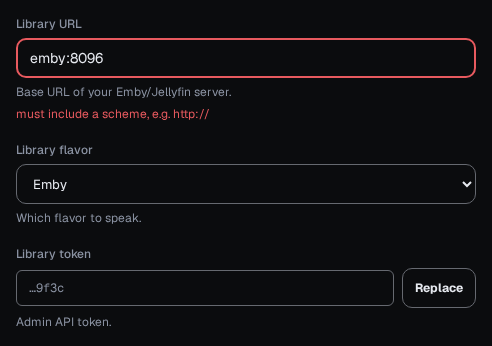 Library URL
emby:8096
Base URL of your Emby/Jellyfin server.
must include a scheme, e.g. http://
Library flavor
Emby
Which flavor to speak.
Library token
…9f3c
Replace
Admin API token.